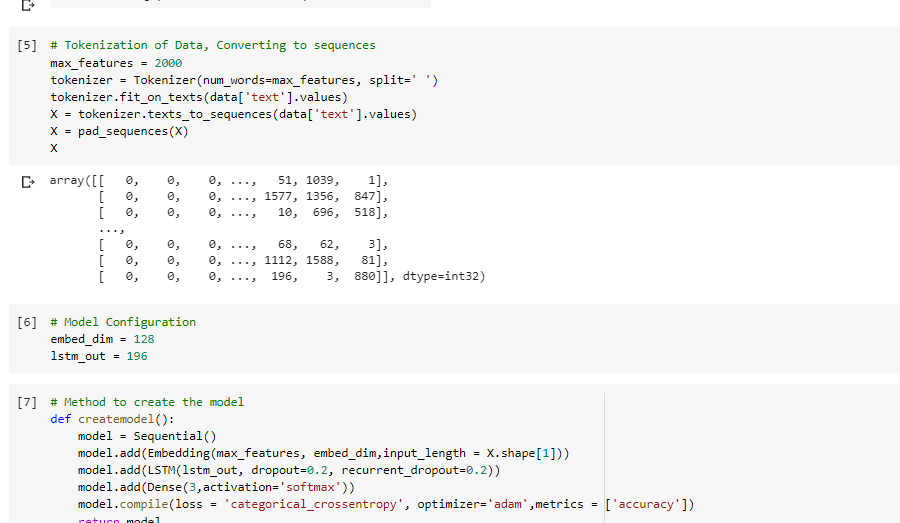 [5] # Tokenization of Data, Converting to sequences
max_features = 2000
tokenizer = Tokenizer(num_words=max_features, split=' ')
tokenizer.fit_on_texts(data['text'].values)
X = tokenizer.texts_to_sequences(data['text'].values)
X = pad_sequences(X)
X
array([[   0,    0,    0, ...,   51, 1039,    1],
[   0,    0,    0, ..., 1577, 1356,  847],
[   0,    0,    0, ...,   10,  696,  518],
...,
[   0,    0,    0, ...,   68,   62,    3],
[   0,    0,    0, ..., 1112, 1588,   81],
[   0,    0,    0, ...,  196,    3,  880]], dtype=int32)
[6] # Model Configuration
embed_dim = 128
lstm_out = 196
[7] # Method to create the model
def createmodel():
model = Sequential()
model.add(Embedding(max_features, embed_dim,input_length = X.shape[1]))
model.add(LSTM(lstm_out, dropout=0.2, recurrent_dropout=0.2))
model.add(Dense(3,activation='softmax'))
model.compile(loss = 'categorical_crossentropy', optimizer='adam',metrics = ['accuracy'])
return model